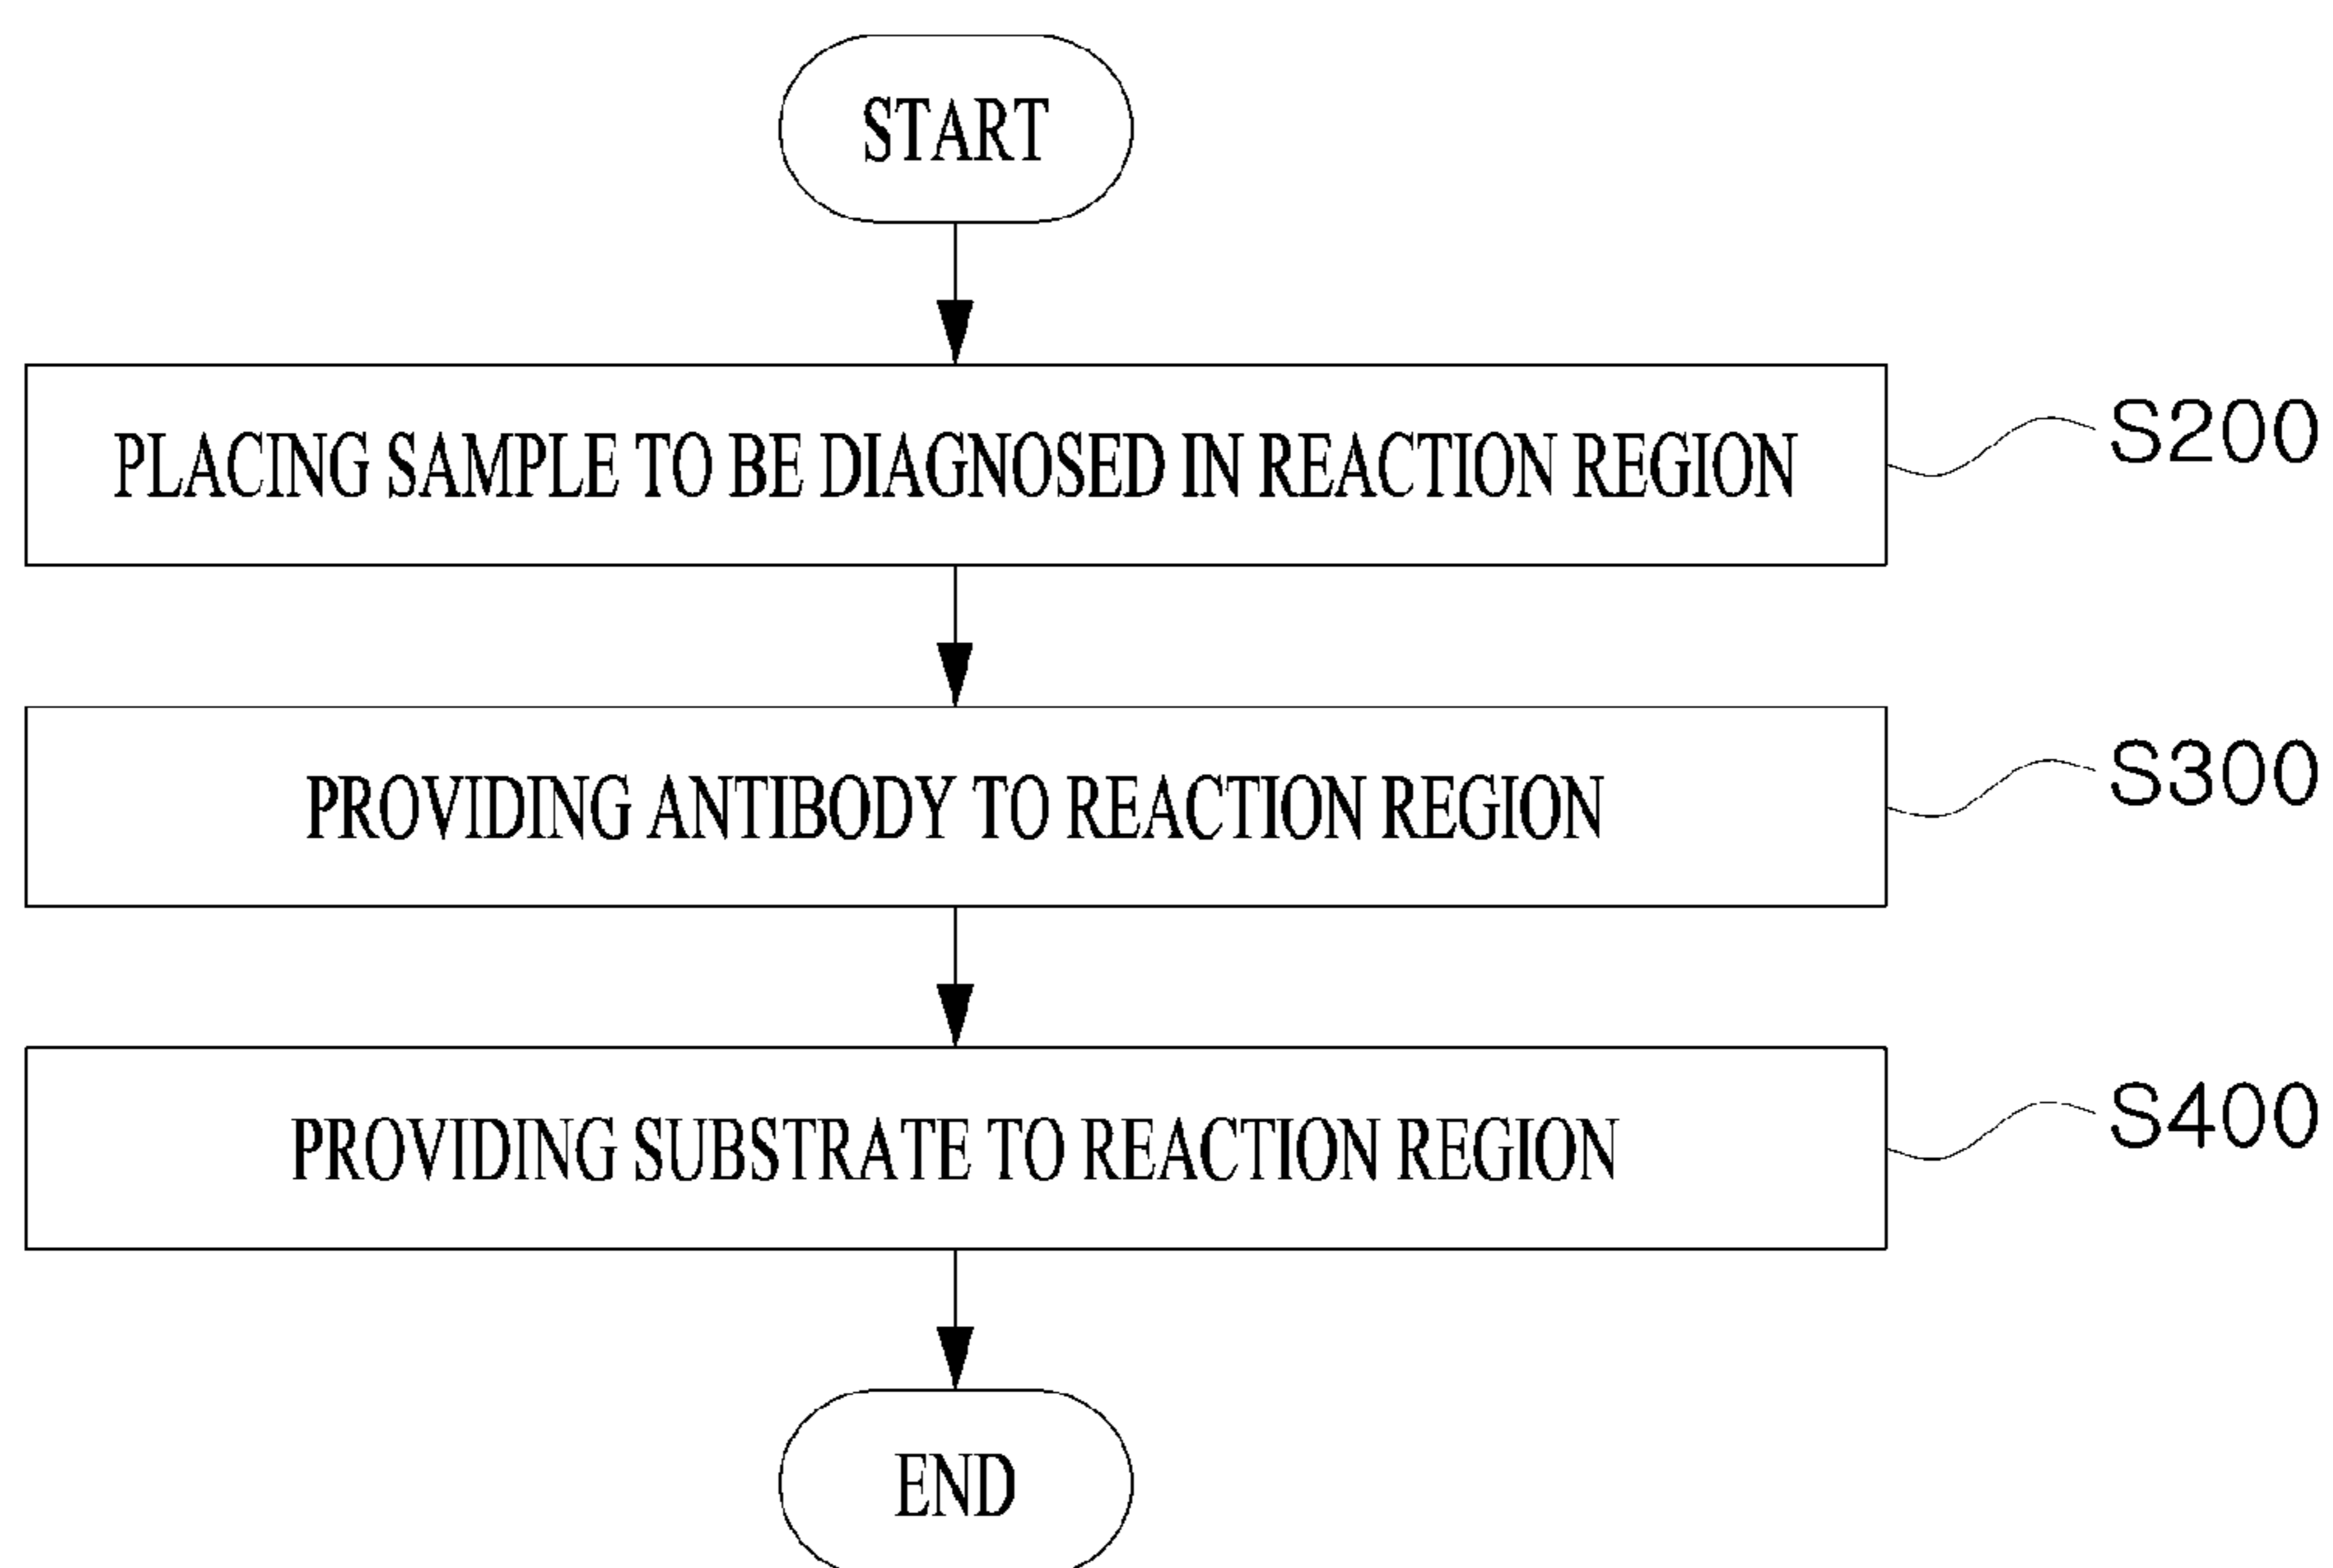 START
PLACING SAMPLE TO BE DIAGNOSED IN REACTION REGION
S200
PROVIDING ANTIBODY TO REACTION REGION
S300
PROVIDING SUBSTRATE TO REACTION REGION
S400
END